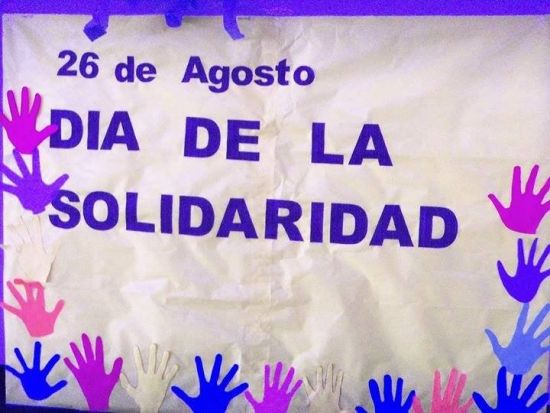 26 de Agosto
DIA DE LA
SOLIDARIDAD